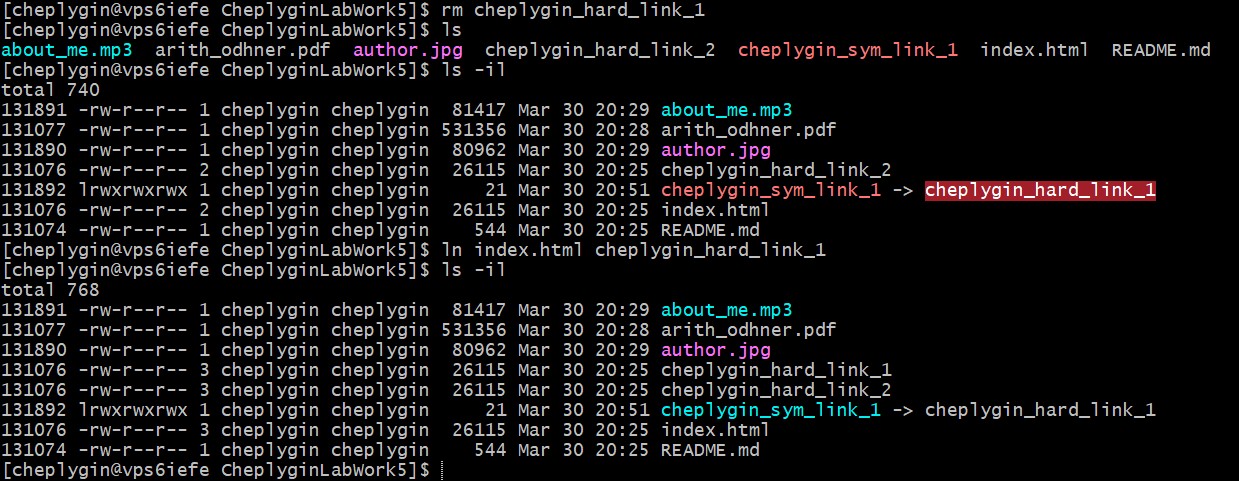 [cheplygin@vps6iefe CheplyginLabWork5]$ rm cheplygin_hard_link_1
[cheplygin@vps6iefe CheplyginLabWork5]$ ls
about_me.mp3  arith_odhner.pdf  author.jpg  cheplygin_hard_link_2  cheplygin_sym_link_1  index.html  README.md
[cheplygin@vps6iefe CheplyginLabWork5]$ ls -il
total 740
131891 -rw-r--r-- 1 cheplygin cheplygin  81417 Mar 30 20:29 about_me.mp3
131077 -rw-r--r-- 1 cheplygin cheplygin 531356 Mar 30 20:28 arith_odhner.pdf
131890 -rw-r--r-- 1 cheplygin cheplygin  80962 Mar 30 20:29 author.jpg
131076 -rw-r--r-- 2 cheplygin cheplygin  26115 Mar 30 20:25 cheplygin_hard_link_2
131892 lrwxrwxrwx 1 cheplygin cheplygin     21 Mar 30 20:51 cheplygin_sym_link_1 -> cheplygin_hard_link_1
131076 -rw-r--r-- 2 cheplygin cheplygin  26115 Mar 30 20:25 index.html
131074 -rw-r--r-- 1 cheplygin cheplygin    544 Mar 30 20:25 README.md
[cheplygin@vps6iefe CheplyginLabWork5]$ ln index.html cheplygin_hard_link_1
[cheplygin@vps6iefe CheplyginLabWork5]$ ls -il
total 768
131891 -rw-r--r-- 1 cheplygin cheplygin  81417 Mar 30 20:29 about_me.mp3
131077 -rw-r--r-- 1 cheplygin cheplygin 531356 Mar 30 20:28 arith_odhner.pdf
131890 -rw-r--r-- 1 cheplygin cheplygin  80962 Mar 30 20:29 author.jpg
131076 -rw-r--r-- 3 cheplygin cheplygin  26115 Mar 30 20:25 cheplygin_hard_link_1
131076 -rw-r--r-- 3 cheplygin cheplygin  26115 Mar 30 20:25 cheplygin_hard_link_2
131892 lrwxrwxrwx 1 cheplygin cheplygin     21 Mar 30 20:51 cheplygin_sym_link_1 -> cheplygin_hard_link_1
131076 -rw-r--r-- 3 cheplygin cheplygin  26115 Mar 30 20:25 index.html
131074 -rw-r--r-- 1 cheplygin cheplygin    544 Mar 30 20:25 README.md
[cheplygin@vps6iefe CheplyginLabWork5]$